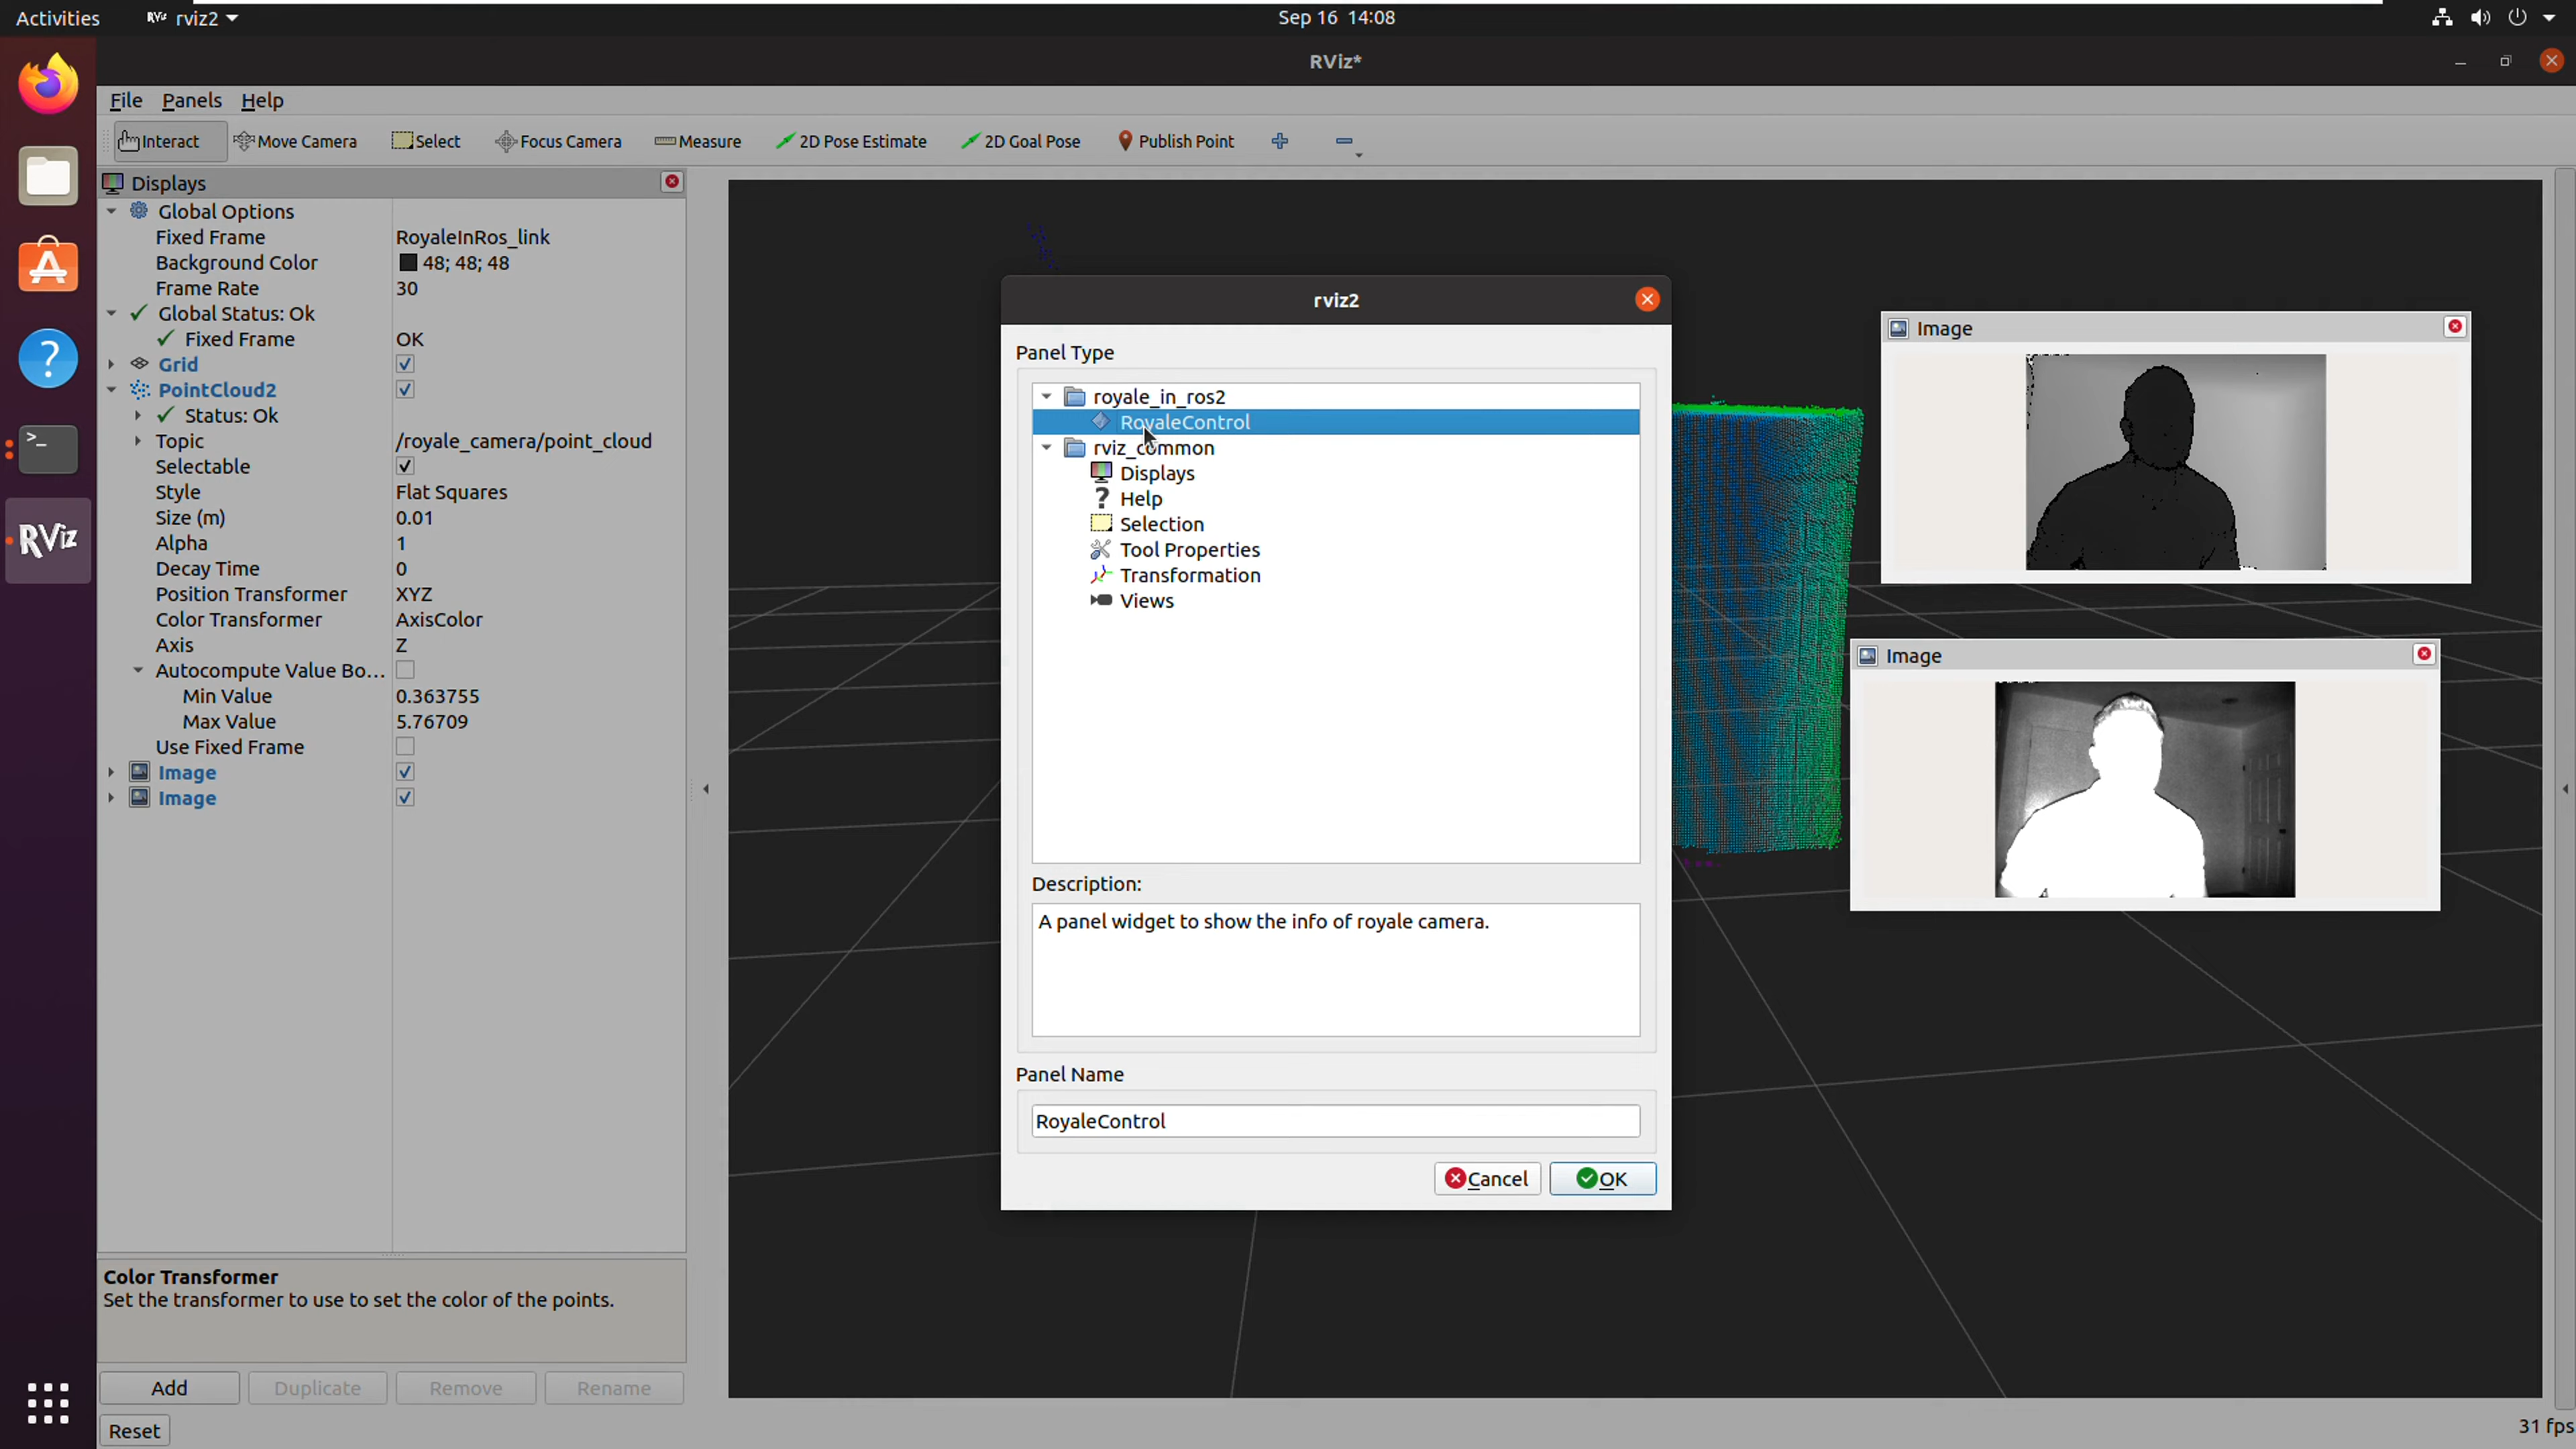 Activities
RViz rviz2
Sep 16 14:08
RViz*
File Panels Help
Interact Move Camera Select Focus Camera Measure 2D Pose Estimate 2D Goal Pose Publish Point
Displays
Global Options
Fixed Frame RoyaleInRos_link
Background Color 48; 48; 48
Frame Rate 30
Global Status: Ok
Fixed Frame OK
Grid
PointCloud2
Status: Ok
Topic /royale_camera/point_cloud
Selectable
Style Flat Squares
Size (m) 0.01
Alpha 1
Decay Time 0
Position Transformer XYZ
Color Transformer AxisColor
Axis Z
Autocompute Value Bo...
Min Value 0.363755
Max Value 5.76709
Use Fixed Frame
Image
Image
RViz
Color Transformer
Set the transformer to use to set the color of the points.
Add Duplicate Remove Rename
Reset
rviz2
Panel Type
royale_in_ros2
RoyaleControl
rviz_common
Displays
Help
Selection
Tool Properties
Transformation
Views
Description:
A panel widget to show the info of royale camera.
Panel Name
RoyaleControl
Cancel OK
Image
Image
31 fps